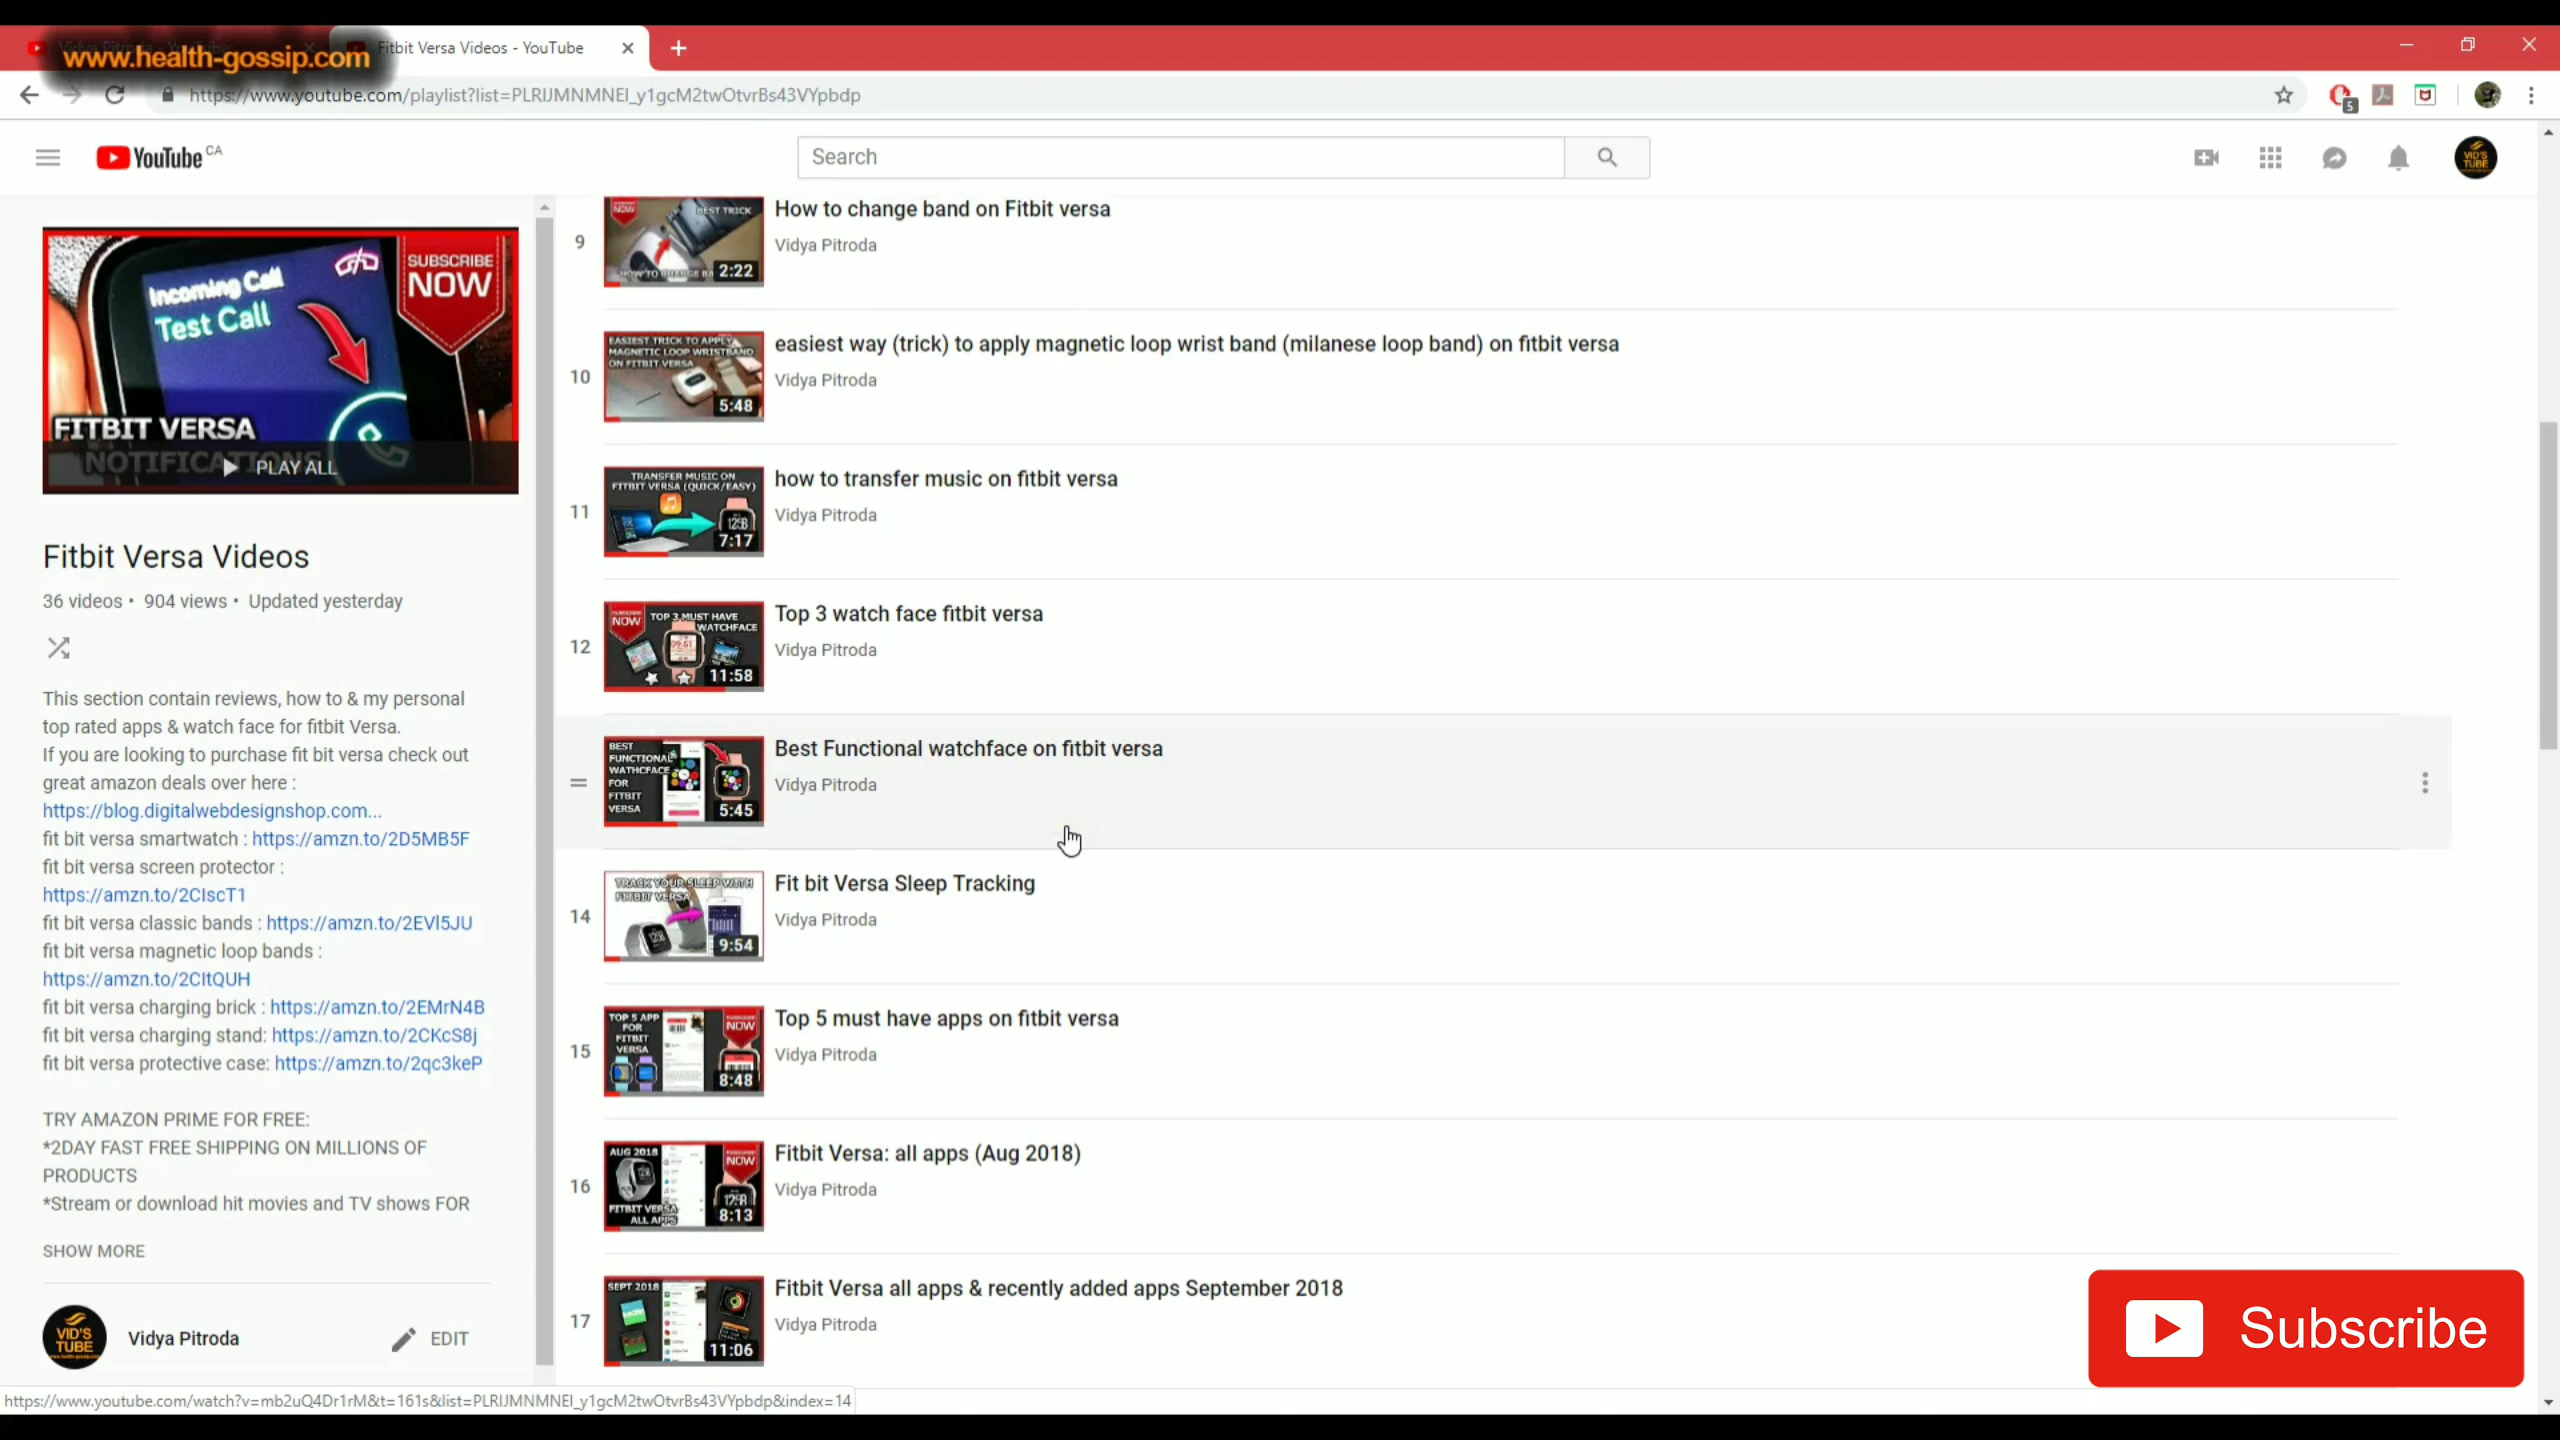 www.health-gossip.com
Fitbit Versa Videos - YouTube
https://www.youtube.com/playlist?list=PLRIJMNMNEI_y1gcM2twOtvrBs43VYpbdp
5
YouTube CA
Search
VID'S TUBE
Incoming Call
Test Call
SUBSCRIBE NOW
FITBIT VERSA
NOTIFICATIONS
PLAY ALL
Fitbit Versa Videos
36 videos • 904 views • Updated yesterday
This section contain reviews, how to & my personal
top rated apps & watch face for fitbit Versa.
If you are looking to purchase fit bit versa check out
great amazon deals over here :
https://blog.digitalwebdesignshop.com...
fit bit versa smartwatch : https://amzn.to/2D5MB5F
fit bit versa screen protector :
https://amzn.to/2CIscT1
fit bit versa classic bands : https://amzn.to/2EVl5JU
fit bit versa magnetic loop bands :
https://amzn.to/2CItQUH
fit bit versa charging brick : https://amzn.to/2EMrN4B
fit bit versa charging stand: https://amzn.to/2CKcS8j
fit bit versa protective case: https://amzn.to/2qc3keP
TRY AMAZON PRIME FOR FREE:
*2DAY FAST FREE SHIPPING ON MILLIONS OF
PRODUCTS
*Stream or download hit movies and TV shows FOR
SHOW MORE
VID'S TUBE
Vidya Pitroda
EDIT
9
NOW
BEST TRICK
2:22
How to change band on Fitbit versa
Vidya Pitroda
10
EASIEST TRICK TO APPLY
MAGNETIC LOOP WRISTBAND
ON FITBIT VERSA
5:48
easiest way (trick) to apply magnetic loop wrist band (milanese loop band) on fitbit versa
Vidya Pitroda
11
TRANSFER MUSIC ON
FITBIT VERSA (QUICK/EASY)
7:17
how to transfer music on fitbit versa
Vidya Pitroda
12
NOW
TOP 3 MUST HAVE
WATCHFACE
11:58
Top 3 watch face fitbit versa
Vidya Pitroda
BEST
FUNCTIONAL
WATHCFACE
FOR
FITBIT
VERSA
5:45
Best Functional watchface on fitbit versa
Vidya Pitroda
14
TRACK YOUR SLEEP WITH
FITBIT VERSA
9:54
Fit bit Versa Sleep Tracking
Vidya Pitroda
15
TOP 5 APP
FOR
FITBIT
VERSA
NOW
8:48
Top 5 must have apps on fitbit versa
Vidya Pitroda
16
AUG 2018
NOW
FITBIT VERSA
ALL APPS
8:13
Fitbit Versa: all apps (Aug 2018)
Vidya Pitroda
17
SEPT 2018
NOW
11:06
Fitbit Versa all apps & recently added apps September 2018
Vidya Pitroda
Subscribe
https://www.youtube.com/watch?v=mb2uQ4Dr1rM&t=161s&list=PLRIJMNMNEI_y1gcM2twOtvrBs43VYpbdp&index=14